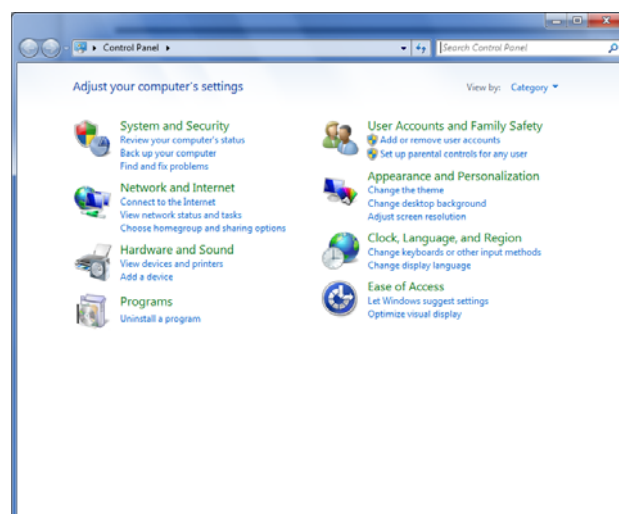 Control Panel
Search Control Panel
Adjust your computer's settings
View by: Category
System and Security
Review your computer's status
Back up your computer
Find and fix problems
Network and Internet
Connect to the Internet
View network status and tasks
Choose homegroup and sharing options
Hardware and Sound
View devices and printers
Add a device
Programs
Uninstall a program
User Accounts and Family Safety
Add or remove user accounts
Set up parental controls for any user
Appearance and Personalization
Change the theme
Change desktop background
Adjust screen resolution
Clock, Language, and Region
Change keyboards or other input methods
Change display language
Ease of Access
Let Windows suggest settings
Optimize visual display